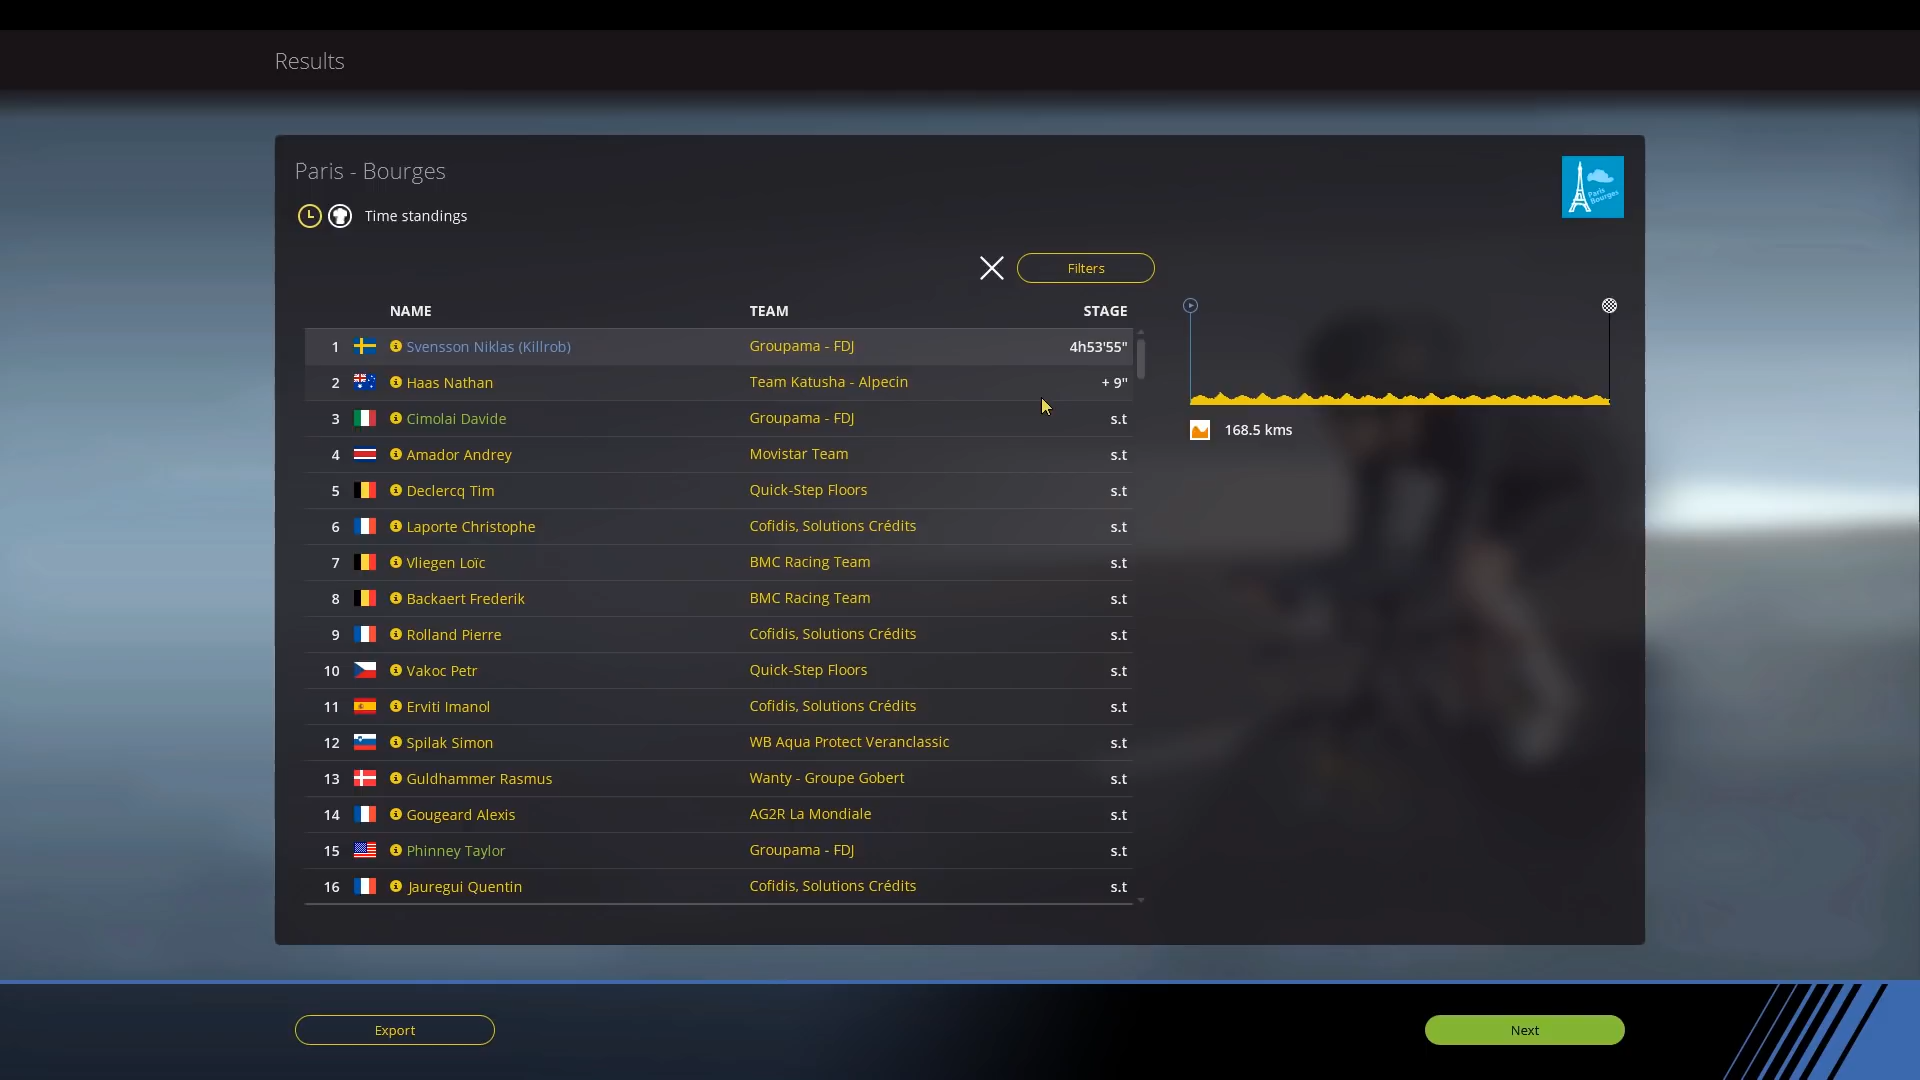 Results
Paris - Bourges
Paris
Bourges
Time standings
Filters
NAME TEAM STAGE
1 Svensson Niklas (Killrob) Groupama - FDJ 4h53'55"
2 Haas Nathan Team Katusha - Alpecin + 9"
3 Cimolai Davide Groupama - FDJ s.t
4 Amador Andrey Movistar Team s.t
5 Declercq Tim Quick-Step Floors s.t
6 Laporte Christophe Cofidis, Solutions Crédits s.t
7 Vliegen Loïc BMC Racing Team s.t
8 Backaert Frederik BMC Racing Team s.t
9 Rolland Pierre Cofidis, Solutions Crédits s.t
10 Vakoc Petr Quick-Step Floors s.t
11 Erviti Imanol Cofidis, Solutions Crédits s.t
12 Spilak Simon WB Aqua Protect Veranclassic s.t
13 Guldhammer Rasmus Wanty - Groupe Gobert s.t
14 Gougeard Alexis AG2R La Mondiale s.t
15 Phinney Taylor Groupama - FDJ s.t
16 Jauregui Quentin Cofidis, Solutions Crédits s.t
168.5 kms
Export
Next